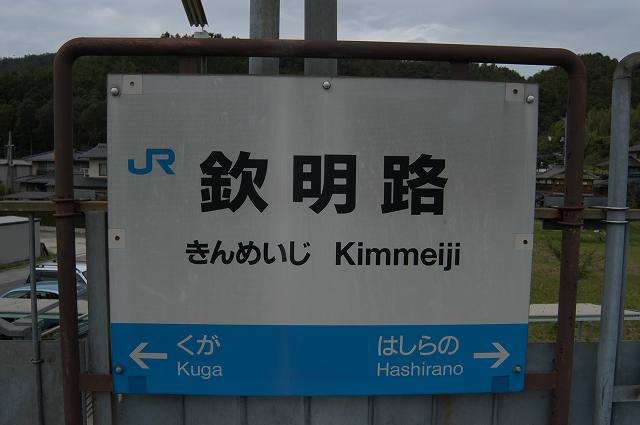 JR 欽明路
きんめいじ Kimmeiji
← くが はしらの →
Kuga Hashirano